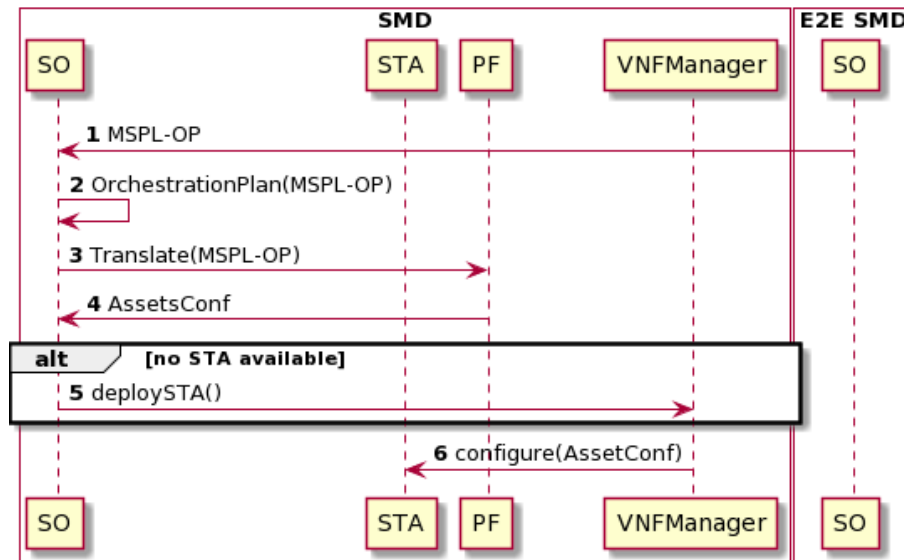 SMD
E2E SMD
SO
STA
PF
VNFManager
SO
1 MSPL-OP
2 OrchestrationPlan(MSPL-OP)
3 Translate(MSPL-OP)
4 AssetsConf
alt [no STA available]
5 deploySTA()
6 configure(AssetConf)
SO
STA
PF
VNFManager
SO